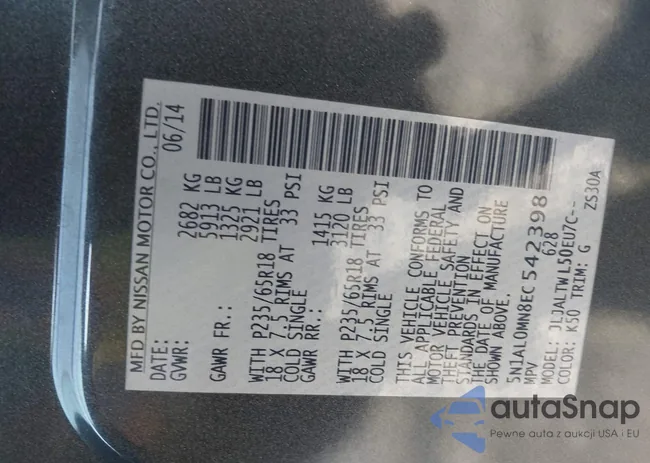 MFD BY NISSAN MOTOR CO., LTD.
DATE: 06/14
GVWR: 2682 KG
5913 LB
GAWR FR.: 1325 KG
2921 LB
WITH P235/65R18 TIRES
18 X 7.5 RIMS AT 33 PSI
COLD SINGLE
GAWR RR.: 1415 KG
3120 LB
WITH P235/65R18 TIRES
18 X 7.5 RIMS AT 33 PSI
COLD SINGLE
THIS VEHICLE CONFORMS TO
ALL APPLICABLE FEDERAL
MOTOR VEHICLE SAFETY AND
THEFT PREVENTION
STANDARDS IN EFFECT ON
THE DATE OF MANUFACTURE
SHOWN ABOVE.
5N1AL0MN8EC542398
MPV 628
MODEL: JLJALTWL50EU7C--
COLOR: K50 TRIM: G ZS30A
autaSnap
Pewne auta z aukcji USA i EU